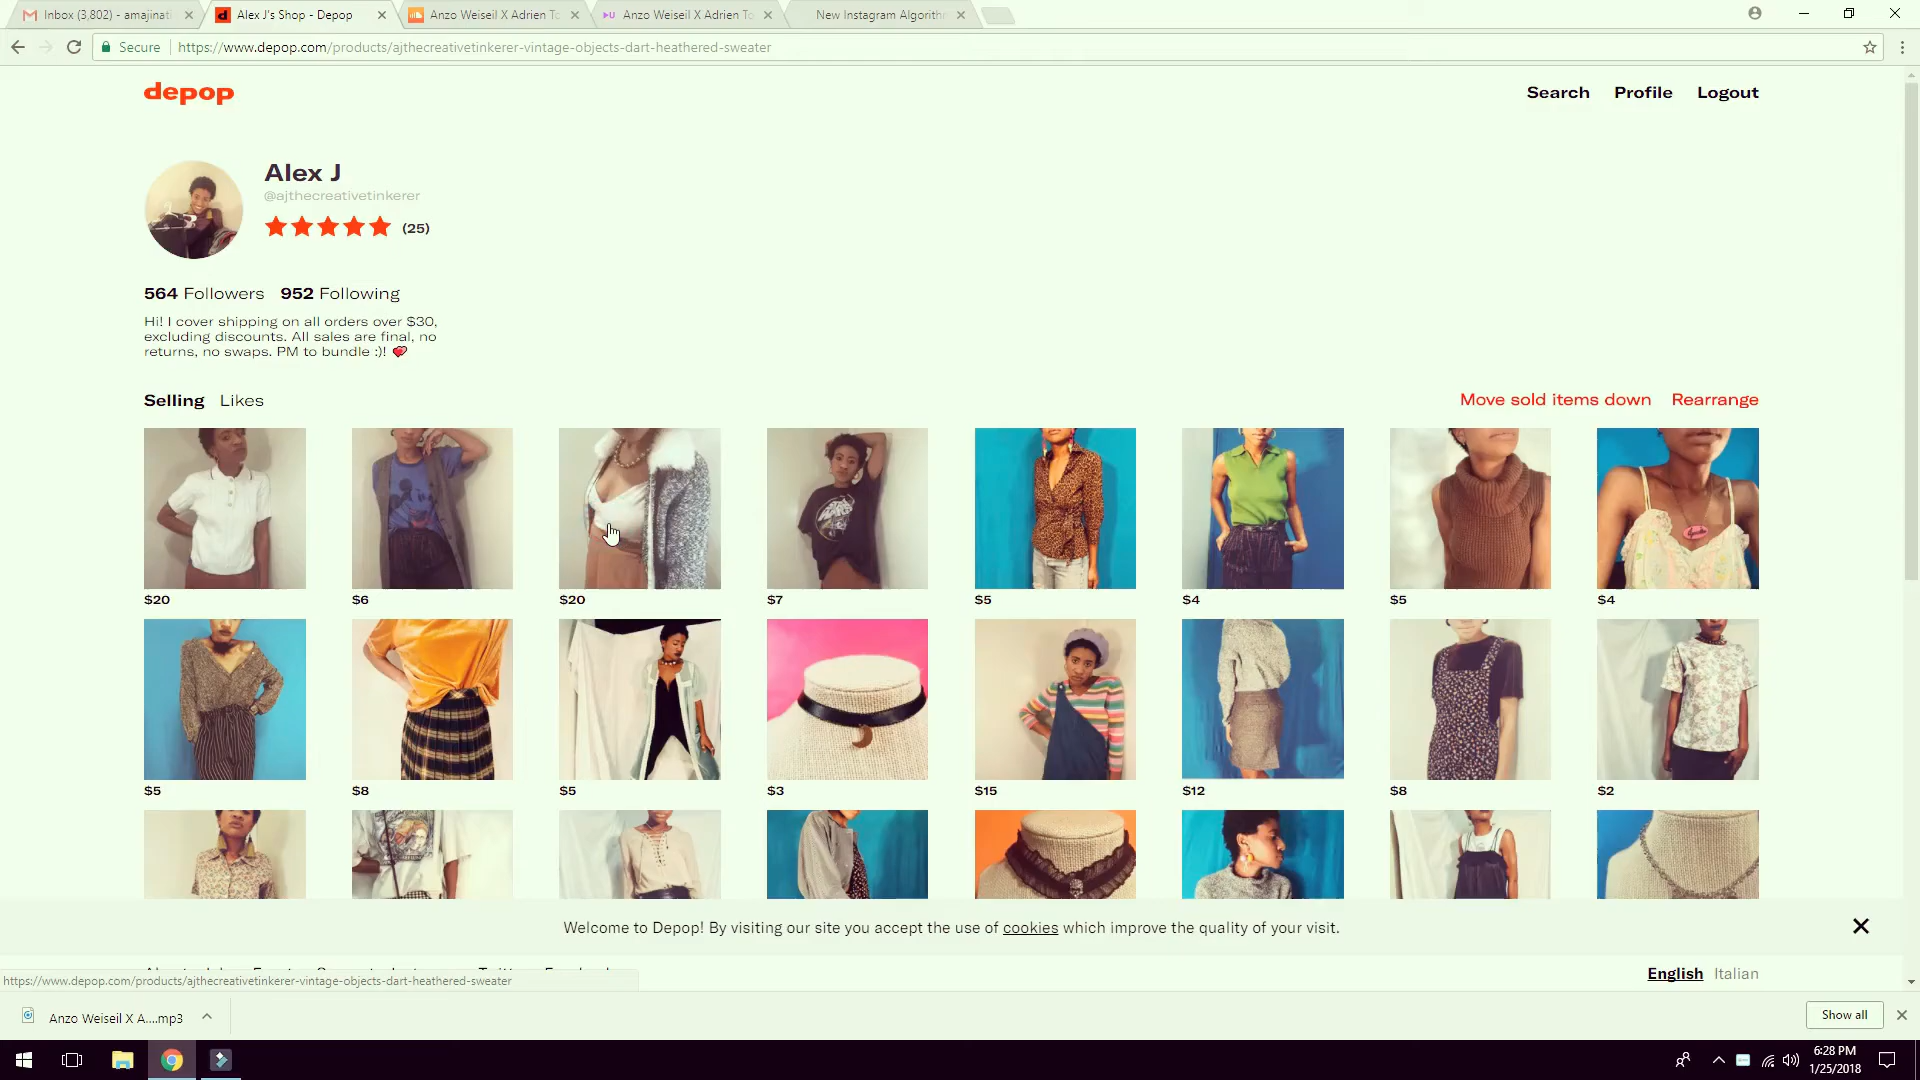 Inbox (3,802) - amajinati
Alex J's Shop - Depop
Anzo Weiseil X Adrien To
Anzo Weiseil X Adrien To
New Instagram Algorithm
Secure
https://www.depop.com/products/ajthecreativetinkerer-vintage-objects-dart-heathered-sweater
depop
Search Profile Logout
Alex J
@ajthecreativetinkerer
(25)
564 Followers 952 Following
Hi! I cover shipping on all orders over $30,
excluding discounts. All sales are final, no
returns, no swaps. PM to bundle :)!
Selling Likes
Move sold items down Rearrange
$20 $6 $20 $7 $5 $4 $5 $4
$5 $8 $5 $3 $15 $12 $8 $2
Welcome to Depop! By visiting our site you accept the use of cookies which improve the quality of your visit.
English Italian
https://www.depop.com/products/ajthecreativetinkerer-vintage-objects-dart-heathered-sweater
Anzo Weiseil X A....mp3
Show all
6:28 PM
1/25/2018